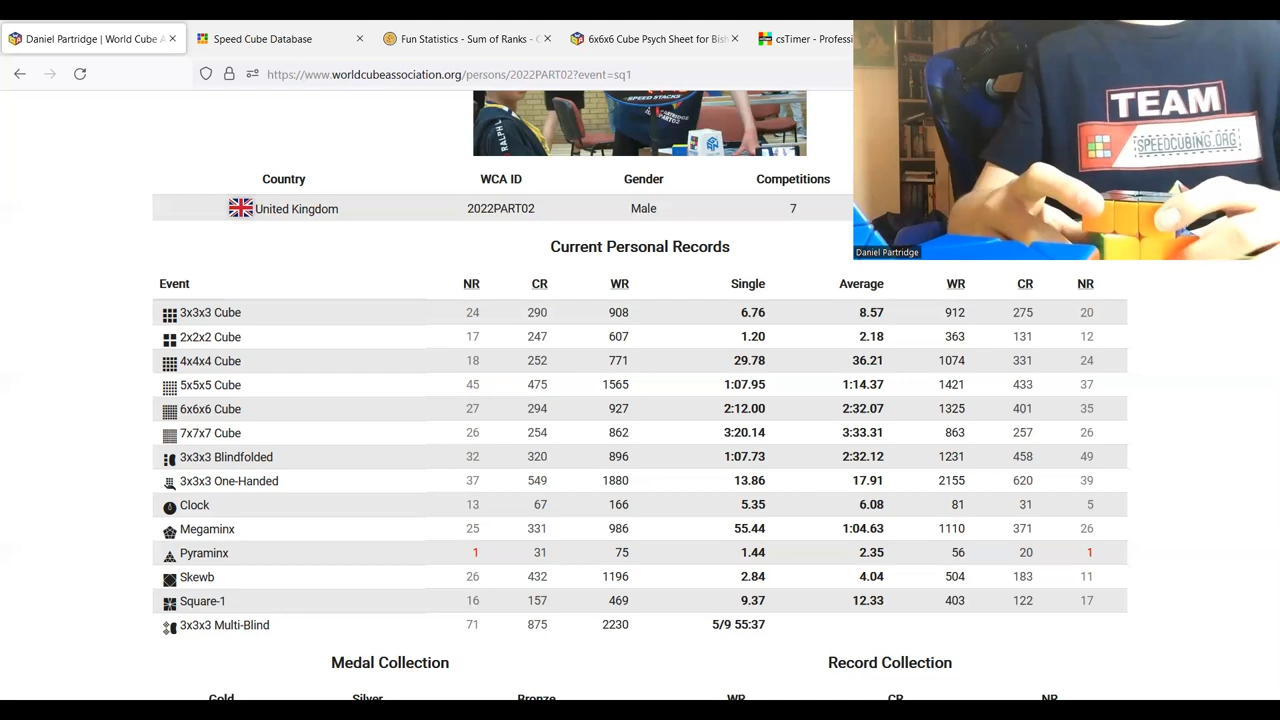 Daniel Partridge | World Cube A
Speed Cube Database
Fun Statistics - Sum of Ranks - C
6x6x6 Cube Psych Sheet for Bish
csTimer - Professi
https://www.worldcubeassociation.org/persons/2022PART02?event=sq1
TEAM
SPEEDCUBING.ORG
SPEED STACKS
PARTRIDGE
PART02
RALPH
Daniel Partridge
Country WCA ID Gender Competitions
United Kingdom 2022PART02 Male 7
Current Personal Records
Event NR CR WR Single Average WR CR NR
3x3x3 Cube 24 290 908 6.76 8.57 912 275 20
2x2x2 Cube 17 247 607 1.20 2.18 363 131 12
4x4x4 Cube 18 252 771 29.78 36.21 1074 331 24
5x5x5 Cube 45 475 1565 1:07.95 1:14.37 1421 433 37
6x6x6 Cube 27 294 927 2:12.00 2:32.07 1325 401 35
7x7x7 Cube 26 254 862 3:20.14 3:33.31 863 257 26
3x3x3 Blindfolded 32 320 896 1:07.73 2:32.12 1231 458 49
3x3x3 One-Handed 37 549 1880 13.86 17.91 2155 620 39
Clock 13 67 166 5.35 6.08 81 31 5
Megaminx 25 331 986 55.44 1:04.63 1110 371 26
Pyraminx 1 31 75 1.44 2.35 56 20 1
Skewb 26 432 1196 2.84 4.04 504 183 11
Square-1 16 157 469 9.37 12.33 403 122 17
3x3x3 Multi-Blind 71 875 2230 5/9 55:37
Medal Collection Record Collection
Gold Silver Bronze WR CR NR